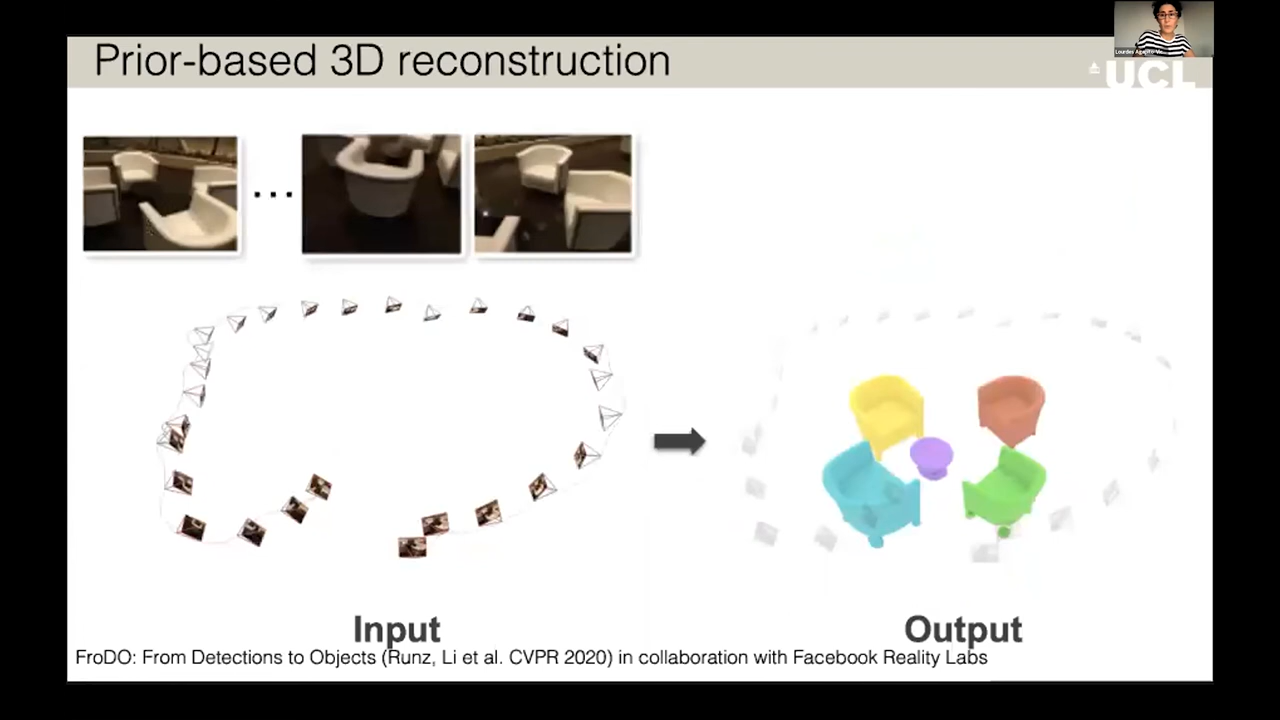 Prior-based 3D reconstruction
UCL
...
Input
Output
FroDO: From Detections to Objects (Runz, Li et al. CVPR 2020) in collaboration with Facebook Reality Labs